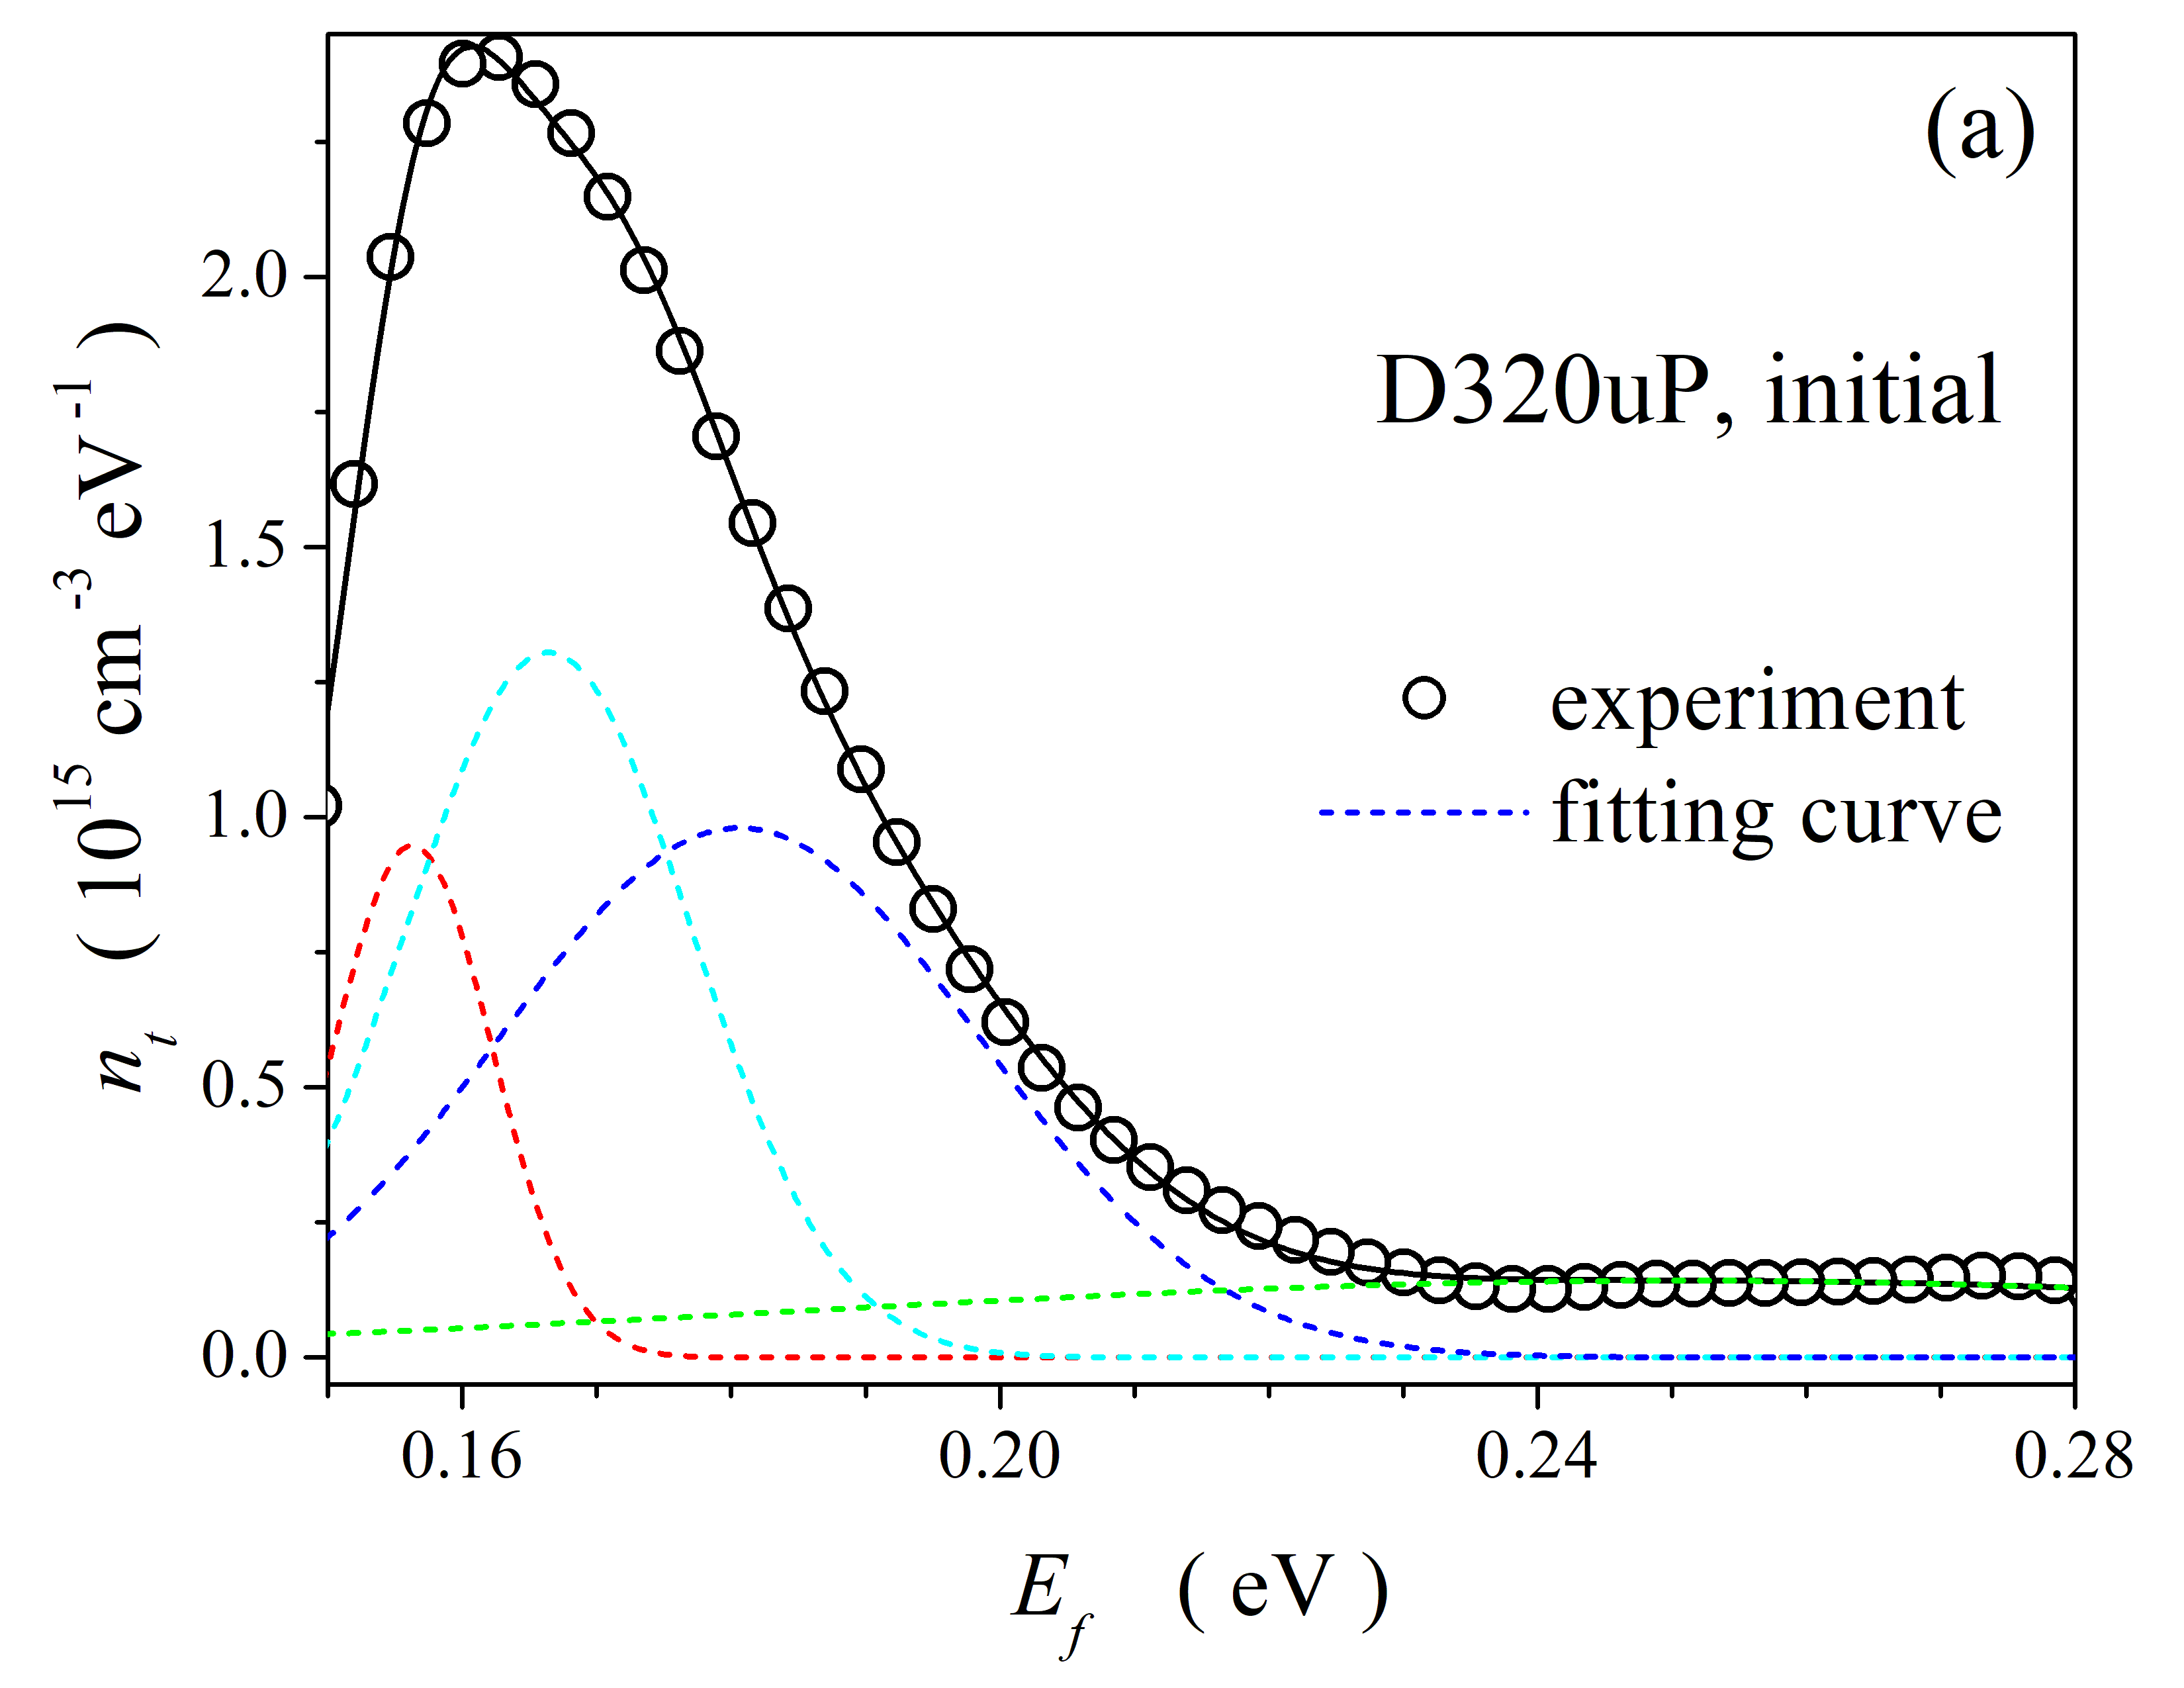 (a)
D320uP, initial
experiment
fitting curve
2.0
1.5
1.0
0.5
0.0
n_t ( 10^15 cm^-3 eV^-1 )
0.16 0.20 0.24 0.28
E_f ( eV )